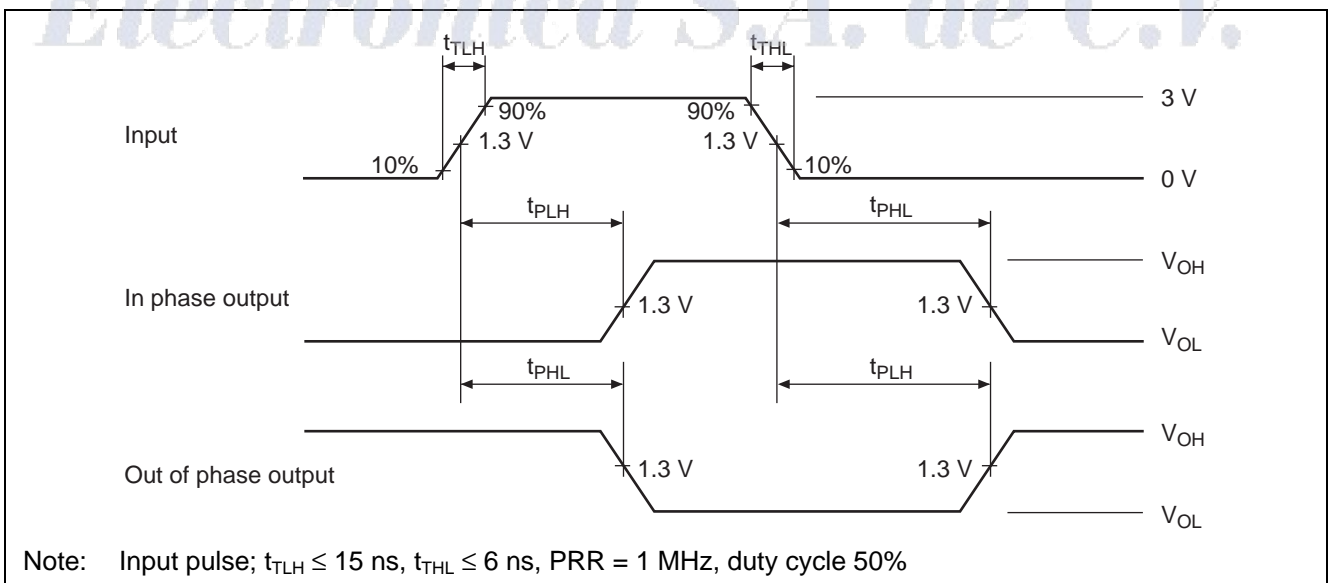 Electrónica S.A. de C.V.
tTLH tTHL
90% 90% 3 V
Input 1.3 V 1.3 V
10% 10% 0 V
tPLH tPHL
VOH
In phase output 1.3 V 1.3 V
VOL
tPHL tPLH
VOH
Out of phase output 1.3 V 1.3 V
VOL
Note: Input pulse; tTLH ≤ 15 ns, tTHL ≤ 6 ns, PRR = 1 MHz, duty cycle 50%